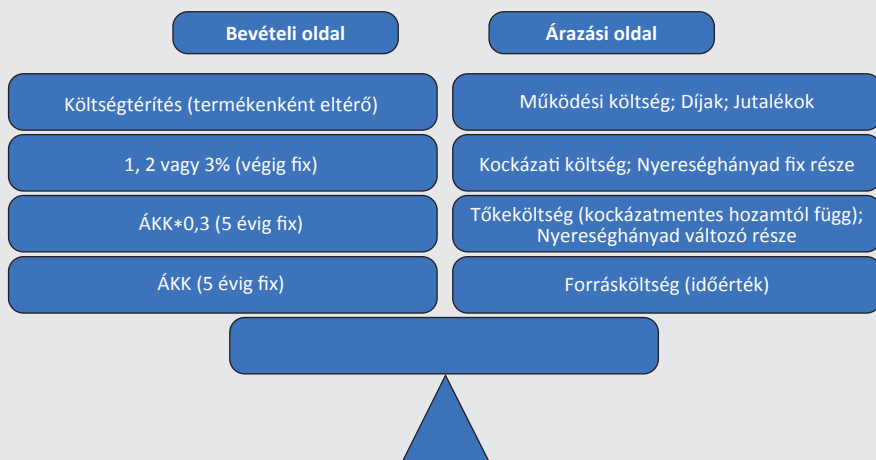 Bevételi oldal
Árazási oldal
Költségtérítés (termékenként eltérő)
Működési költség; Díjak; Jutalékok
1, 2 vagy 3% (végig fix)
Kockázati költség; Nyereséghányad fix része
ÁKK*0,3 (5 évig fix)
Tőkeköltség (kockázatmentes hozamtól függ);
Nyereséghányad változó része
ÁKK (5 évig fix)
Forrásköltség (időérték)